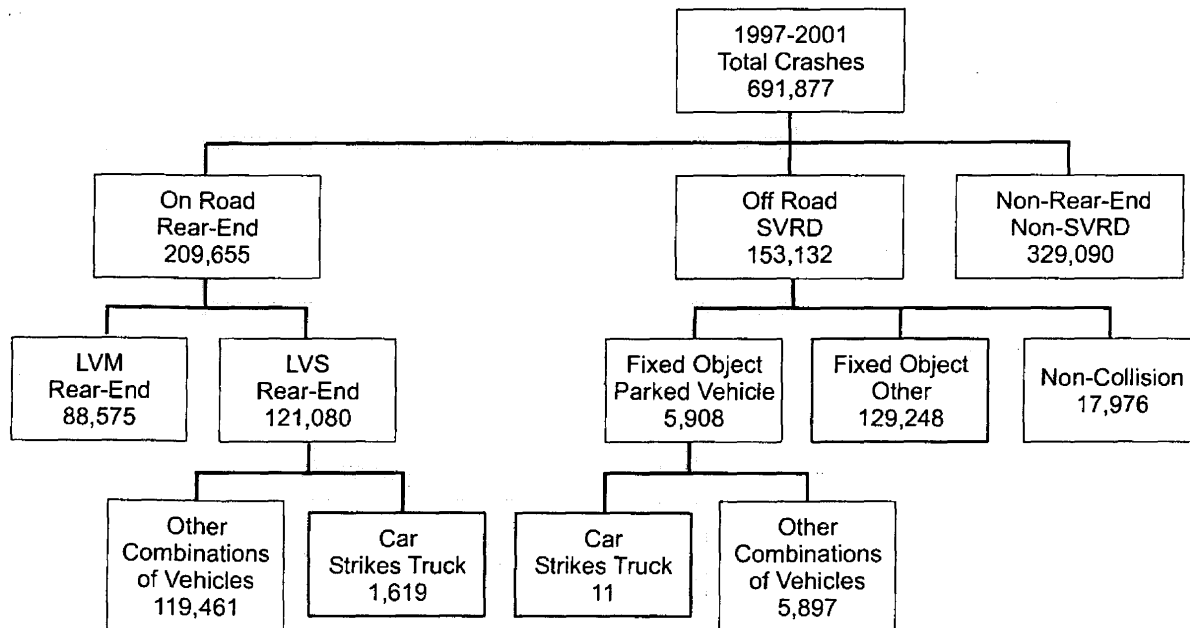 1997-2001
Total Crashes
691,877
On Road
Rear-End
209,655
Off Road
SVRD
153,132
Non-Rear-End
Non-SVRD
329,090
LVM
Rear-End
88,575
LVS
Rear-End
121,080
Fixed Object
Parked Vehicle
5,908
Fixed Object
Other
129,248
Non-Collision
17,976
Other
Combinations
of Vehicles
119,461
Car
Strikes Truck
1,619
Car
Strikes Truck
11
Other
Combinations
of Vehicles
5,897